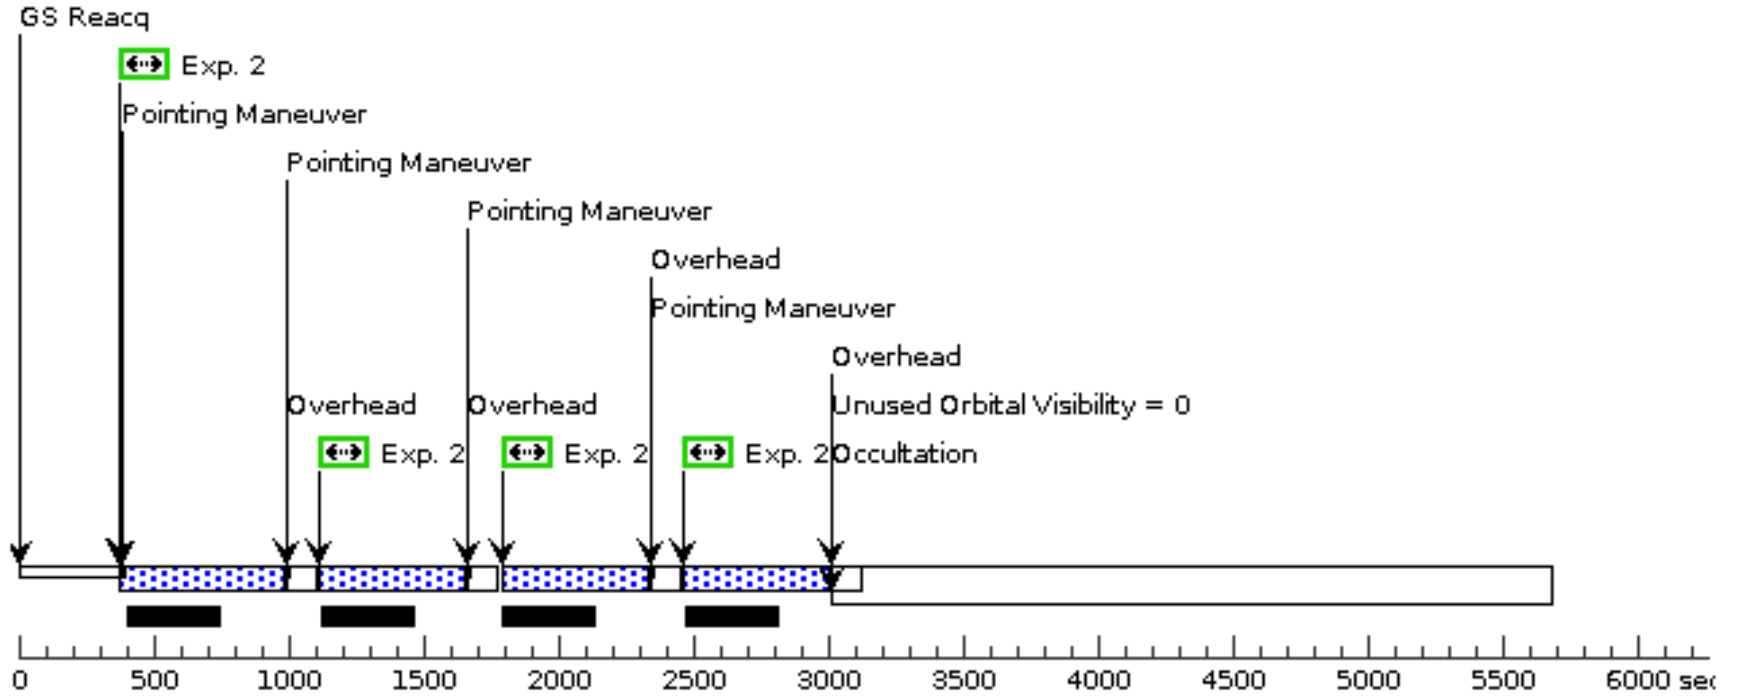 GS Reacq
Exp. 2
Pointing Maneuver
Pointing Maneuver
Pointing Maneuver
Overhead
Pointing Maneuver
Overhead
Overhead Overhead Unused Orbital Visibility = 0
Exp. 2 Exp. 2 Exp. 2 Occultation
0 500 1000 1500 2000 2500 3000 3500 4000 4500 5000 5500 6000